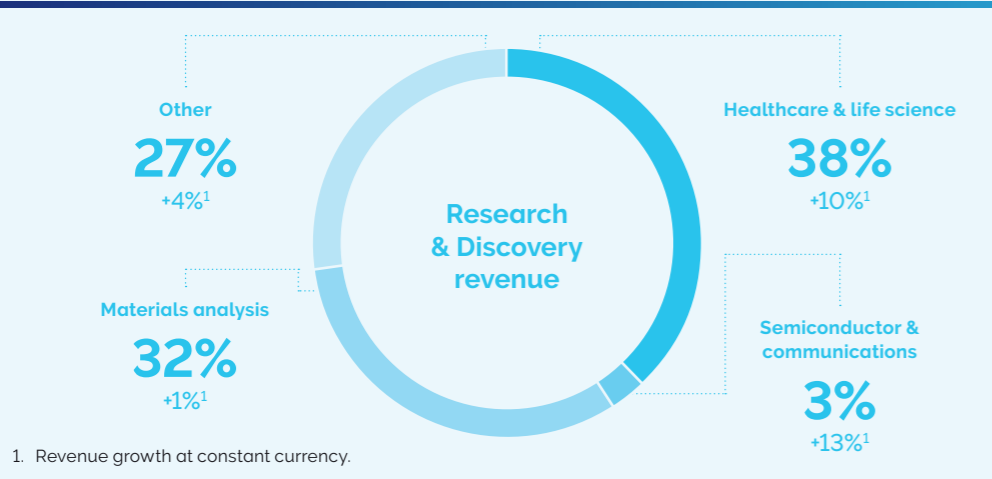 Other
27%
+4%¹
Healthcare & life science
38%
+10%¹
Research
& Discovery
revenue
Materials analysis
32%
+1%¹
Semiconductor &
communications
3%
+13%¹
1. Revenue growth at constant currency.